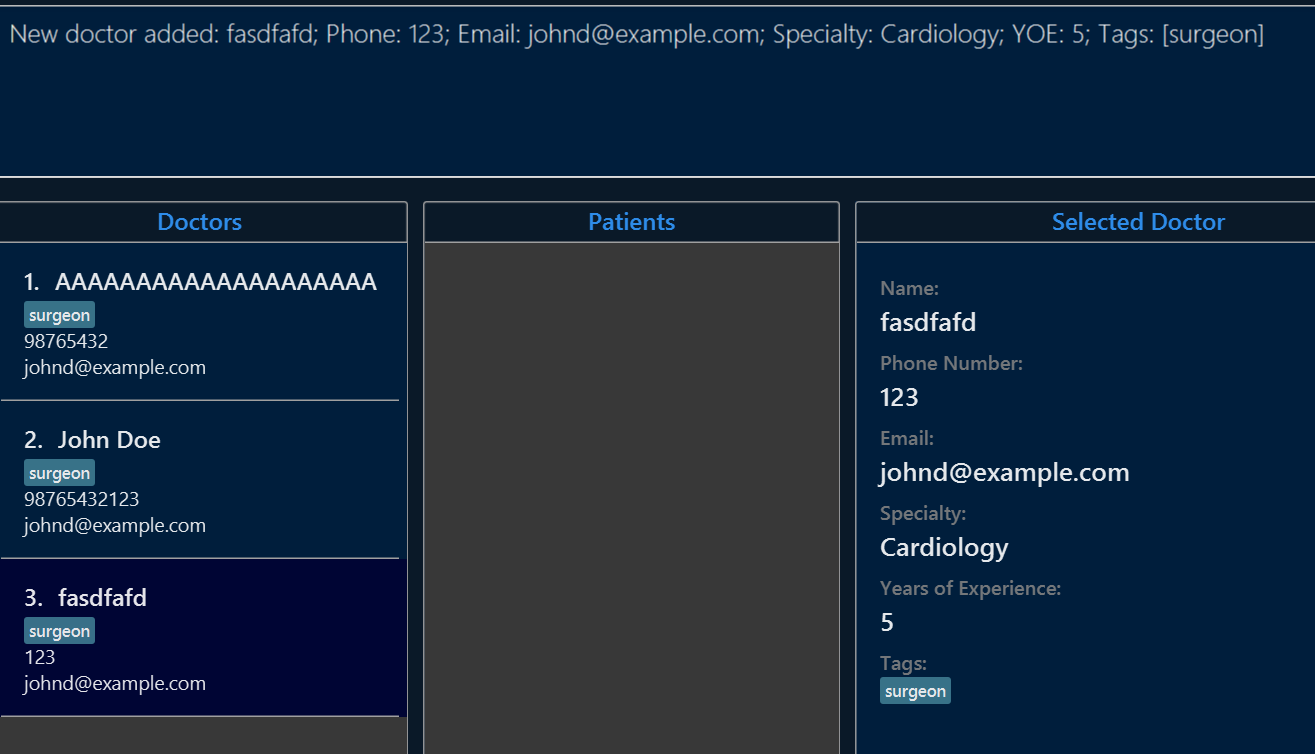 New doctor added: fasdfafd; Phone: 123; Email: johnd@example.com; Specialty: Cardiology; YOE: 5; Tags: [surgeon]
Doctors
1. AAAAAAAAAAAAAAAAAAAA
surgeon
98765432
johnd@example.com
2. John Doe
surgeon
98765432123
johnd@example.com
3. fasdfafd
surgeon
123
johnd@example.com
Patients
Selected Doctor
Name:
fasdfafd
Phone Number:
123
Email:
johnd@example.com
Specialty:
Cardiology
Years of Experience:
5
Tags:
surgeon